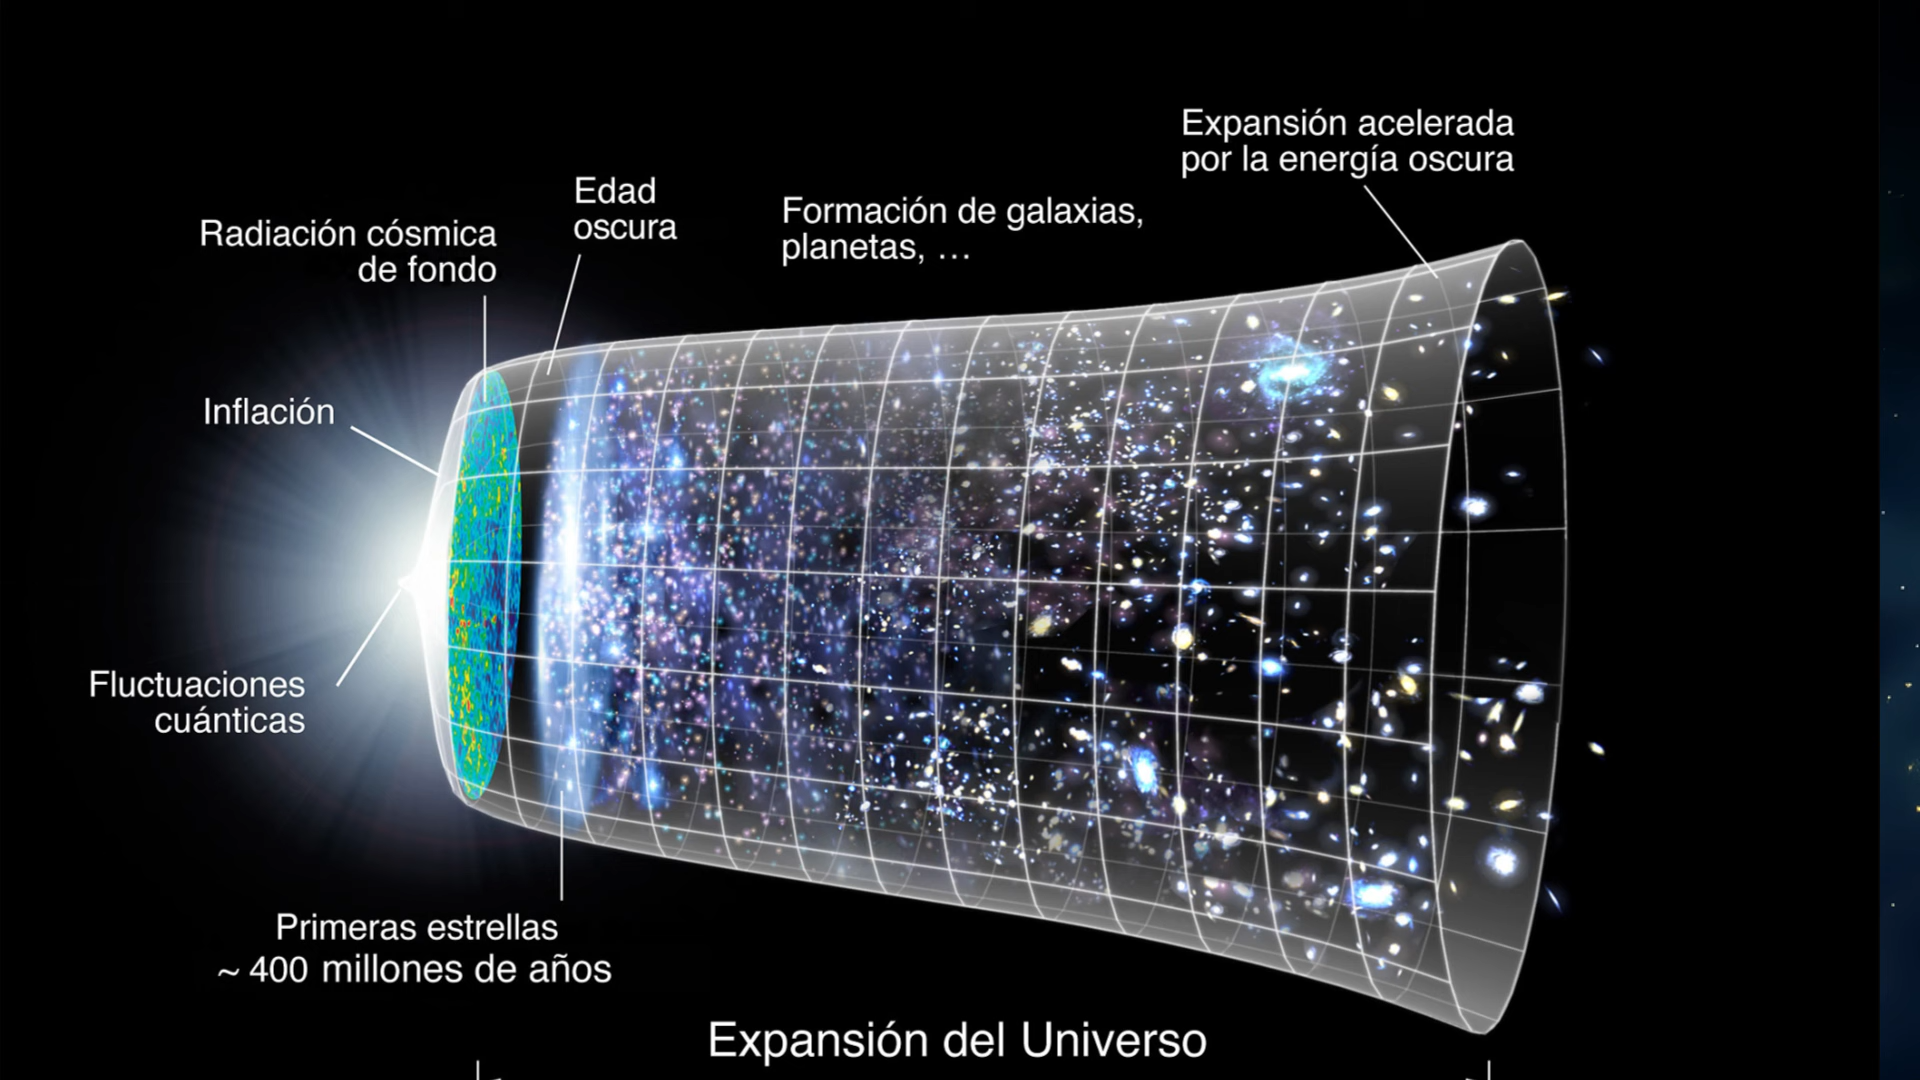 Expansión acelerada
por la energía oscura
Edad
oscura
Formación de galaxias,
planetas, …
Radiación cósmica
de fondo
Inflación
Fluctuaciones
cuánticas
Primeras estrellas
~ 400 millones de años
Expansión del Universo